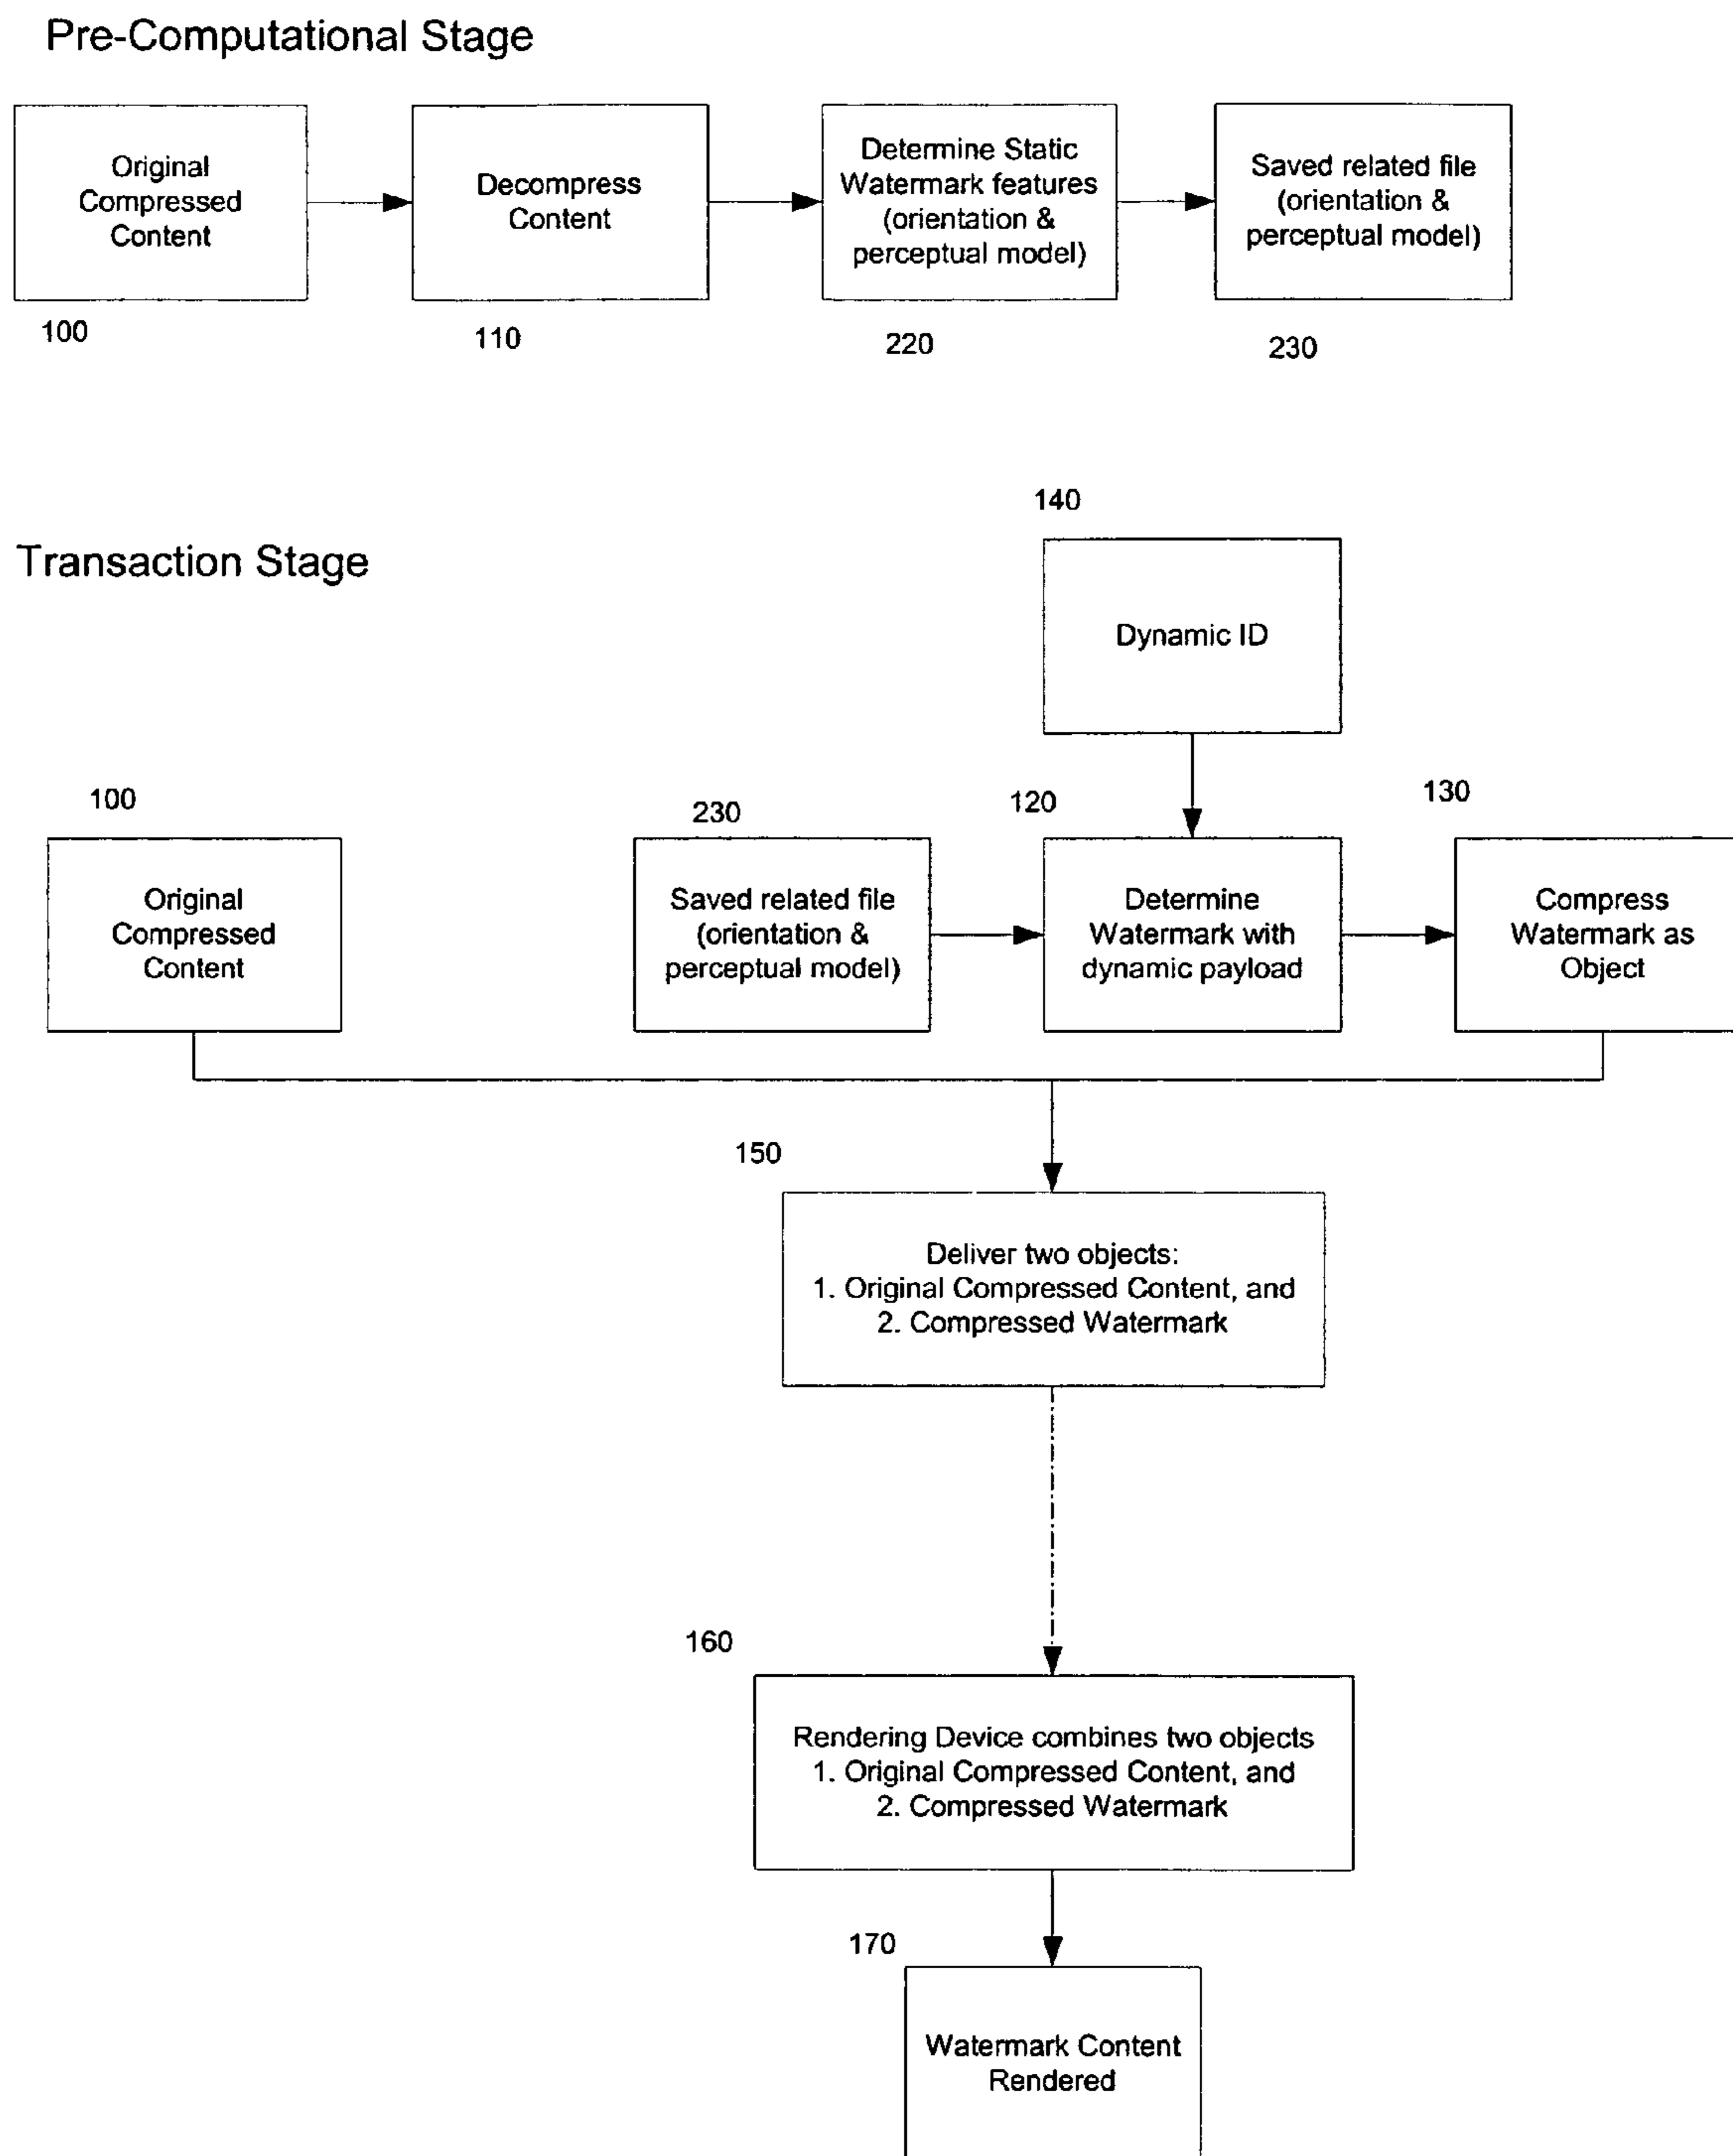 Pre-Computational Stage
Original
Compressed
Content
100
Decompress
Content
110
Determine Static
Watermark features
(orientation &
perceptual model)
220
Saved related file
(orientation &
perceptual model)
230
Transaction Stage
140
Dynamic ID
100
Original
Compressed
Content
230
Saved related file
(orientation &
perceptual model)
120
Determine
Watermark with
dynamic payload
130
Compress
Watermark as
Object
150
Deliver two objects:
1. Original Compressed Content, and
2. Compressed Watermark
160
Rendering Device combines two objects
1. Original Compressed Content, and
2. Compressed Watermark
170
Watermark Content
Rendered